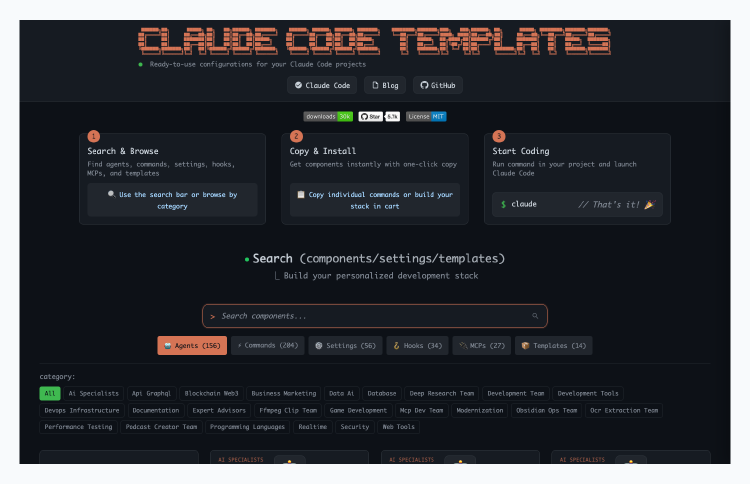 CLAUDE CODE TEMPLATES
Ready-to-use configurations for your Claude Code projects
Claude Code
Blog
GitHub
downloads 30k
Star 6.7k
License MIT
1
Search & Browse
Find agents, commands, settings, hooks,
MCPs, and templates
Use the search bar or browse by
category
2
Copy & Install
Get components instantly with one-click copy
Copy individual commands or build your
stack in cart
3
Start Coding
Run command in your project and launch
Claude Code
$ claude // That's it!
Search (components/settings/templates)
Build your personalized development stack
> Search components...
Agents (156)
Commands (204)
Settings (56)
Hooks (34)
MCPs (27)
Templates (14)
category:
All Ai Specialists Api Graphql Blockchain Web3 Business Marketing Data Ai Database Deep Research Team Development Team Development Tools
Devops Infrastructure Documentation Expert Advisors Ffmpeg Clip Team Game Development Mcp Dev Team Modernization Obsidian Ops Team Ocr Extraction Team
Performance Testing Podcast Creator Team Programming Languages Realtime Security Web Tools
AI SPECIALISTS
AI SPECIALISTS
AI SPECIALISTS